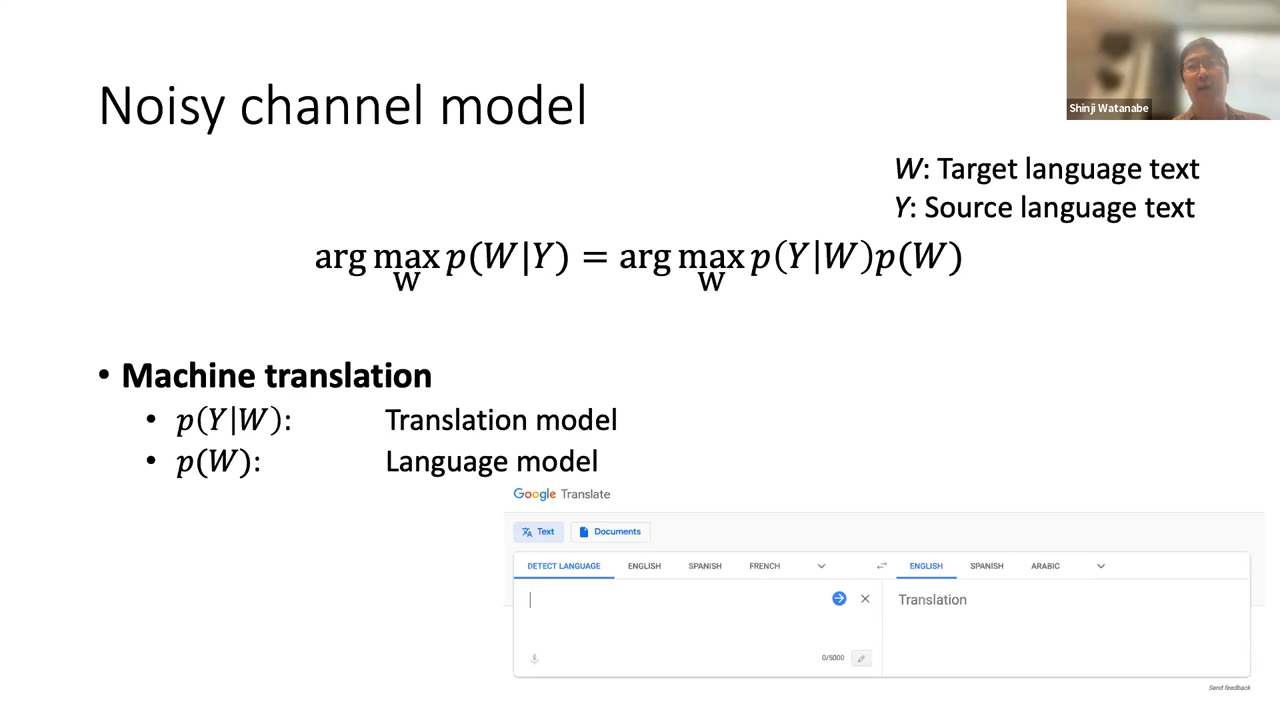 Noisy channel model
Shinji Watanabe
W: Target language text
Y: Source language text
arg max p(W|Y) = arg max p(Y|W)p(W)
W W
• Machine translation
• p(Y|W): Translation model
• p(W): Language model
Google Translate
Text Documents
DETECT LANGUAGE ENGLISH SPANISH FRENCH ENGLISH SPANISH ARABIC
Translation
0/5000
Send feedback